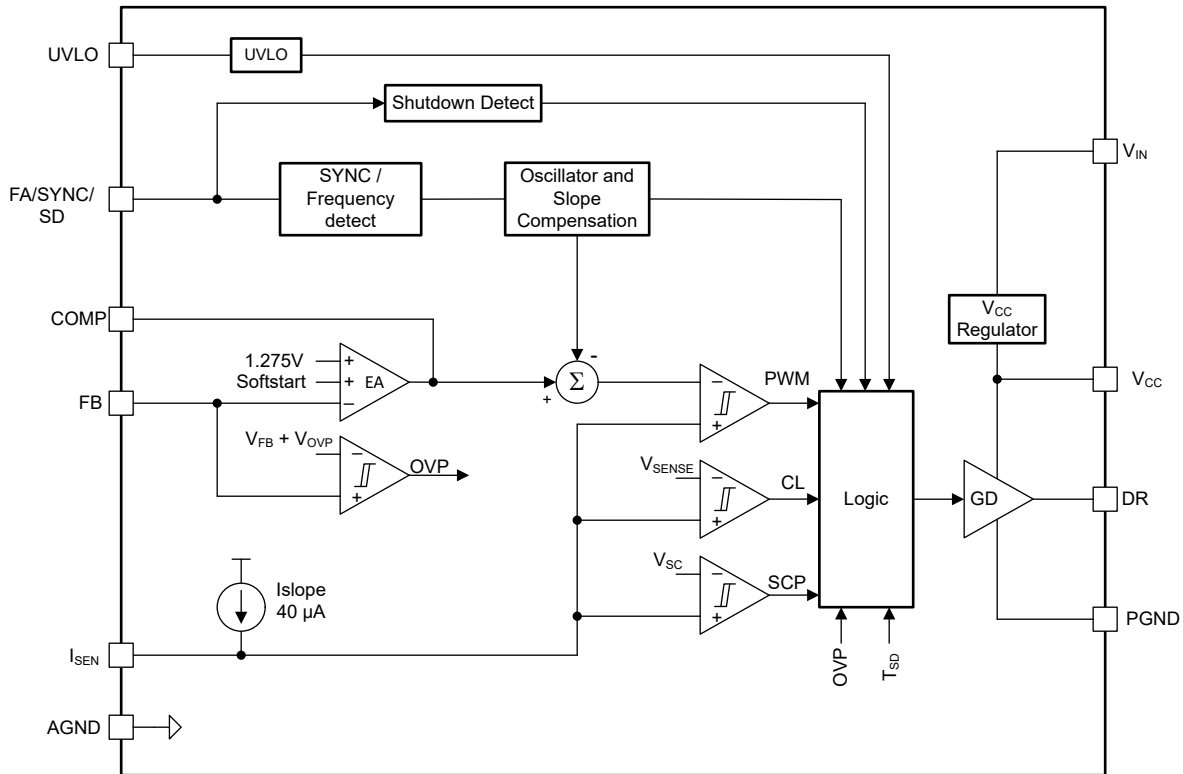 UVLO
UVLO
Shutdown Detect
FA/SYNC/
SD
SYNC /
Frequency
detect
Oscillator and
Slope
Compensation
V_IN
COMP
V_CC
Regulator
1.275V
Softstart
+
+
−
EA
-
+
Σ
−
+
PWM
V_CC
FB
V_FB + V_OVP
−
+
OVP
V_SENSE
−
+
CL
Logic
GD
DR
Islope
40 µA
V_SC
−
+
SCP
PGND
I_SEN
OVP
T_SD
AGND